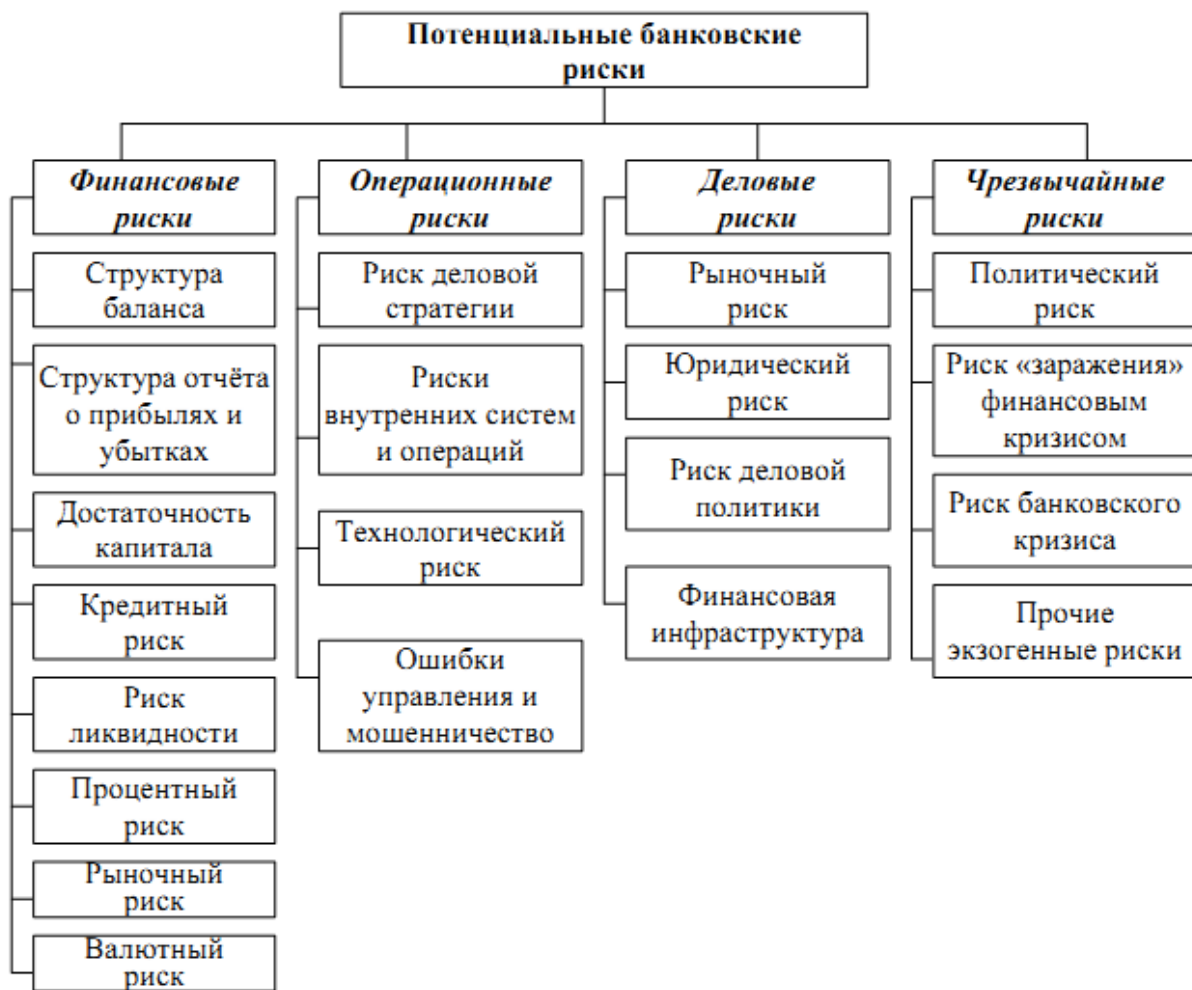 Потенциальные банковские
риски
Финансовые
риски
Структура
баланса
Структура отчёта
о прибылях и
убытках
Достаточность
капитала
Кредитный
риск
Риск
ликвидности
Процентный
риск
Рыночный
риск
Валютный
риск
Операционные
риски
Риск деловой
стратегии
Риски
внутренних систем
и операций
Технологический
риск
Ошибки
управления и
мошенничество
Деловые
риски
Рыночный
риск
Юридический
риск
Риск деловой
политики
Финансовая
инфраструктура
Чрезвычайные
риски
Политический
риск
Риск «заражения»
финансовым
кризисом
Риск банковского
кризиса
Прочие
экзогенные риски